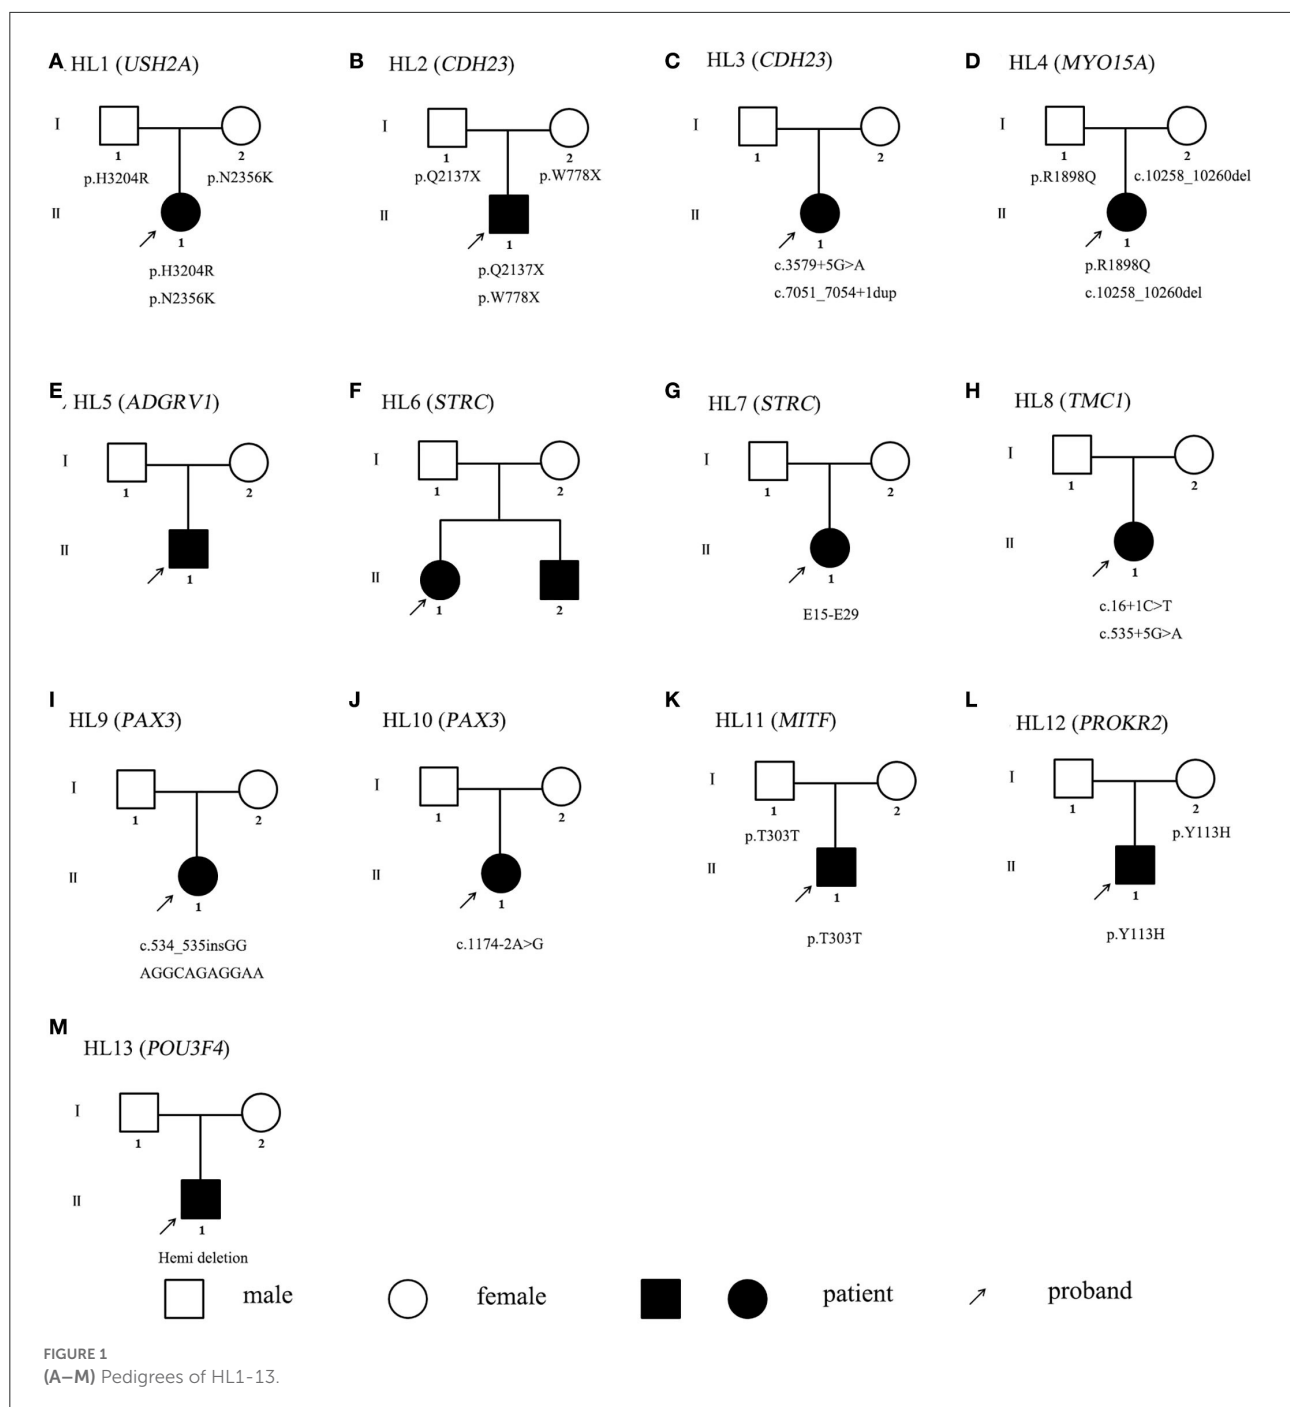 A HL1 (USH2A)
I
1 2
p.H3204R p.N2356K
II
1
p.H3204R
p.N2356K
B HL2 (CDH23)
I
1 2
p.Q2137X p.W778X
II
1
p.Q2137X
p.W778X
C HL3 (CDH23)
I
1 2
II
1
c.3579+5G>A
c.7051_7054+1dup
D HL4 (MYO15A)
I
1 2
p.R1898Q c.10258_10260del
II
1
p.R1898Q
c.10258_10260del
E HL5 (ADGRV1)
I
1 2
II
1
F HL6 (STRC)
I
1 2
II
1 2
G HL7 (STRC)
I
1 2
II
1
E15-E29
H HL8 (TMC1)
I
1 2
II
1
c.16+1C>T
c.535+5G>A
I
HL9 (PAX3)
I
1 2
II
1
c.534_535insGG
AGGCAGAGGAA
J
HL10 (PAX3)
I
1 2
II
1
c.1174-2A>G
K
HL11 (MITF)
I
1 2
p.T303T
II
1
p.T303T
L
HL12 (PROKR2)
I
1 2
p.Y113H
II
1
p.Y113H
M
HL13 (POU3F4)
I
1 2
II
1
Hemi deletion
male female patient proband
FIGURE 1
(A–M) Pedigrees of HL1-13.